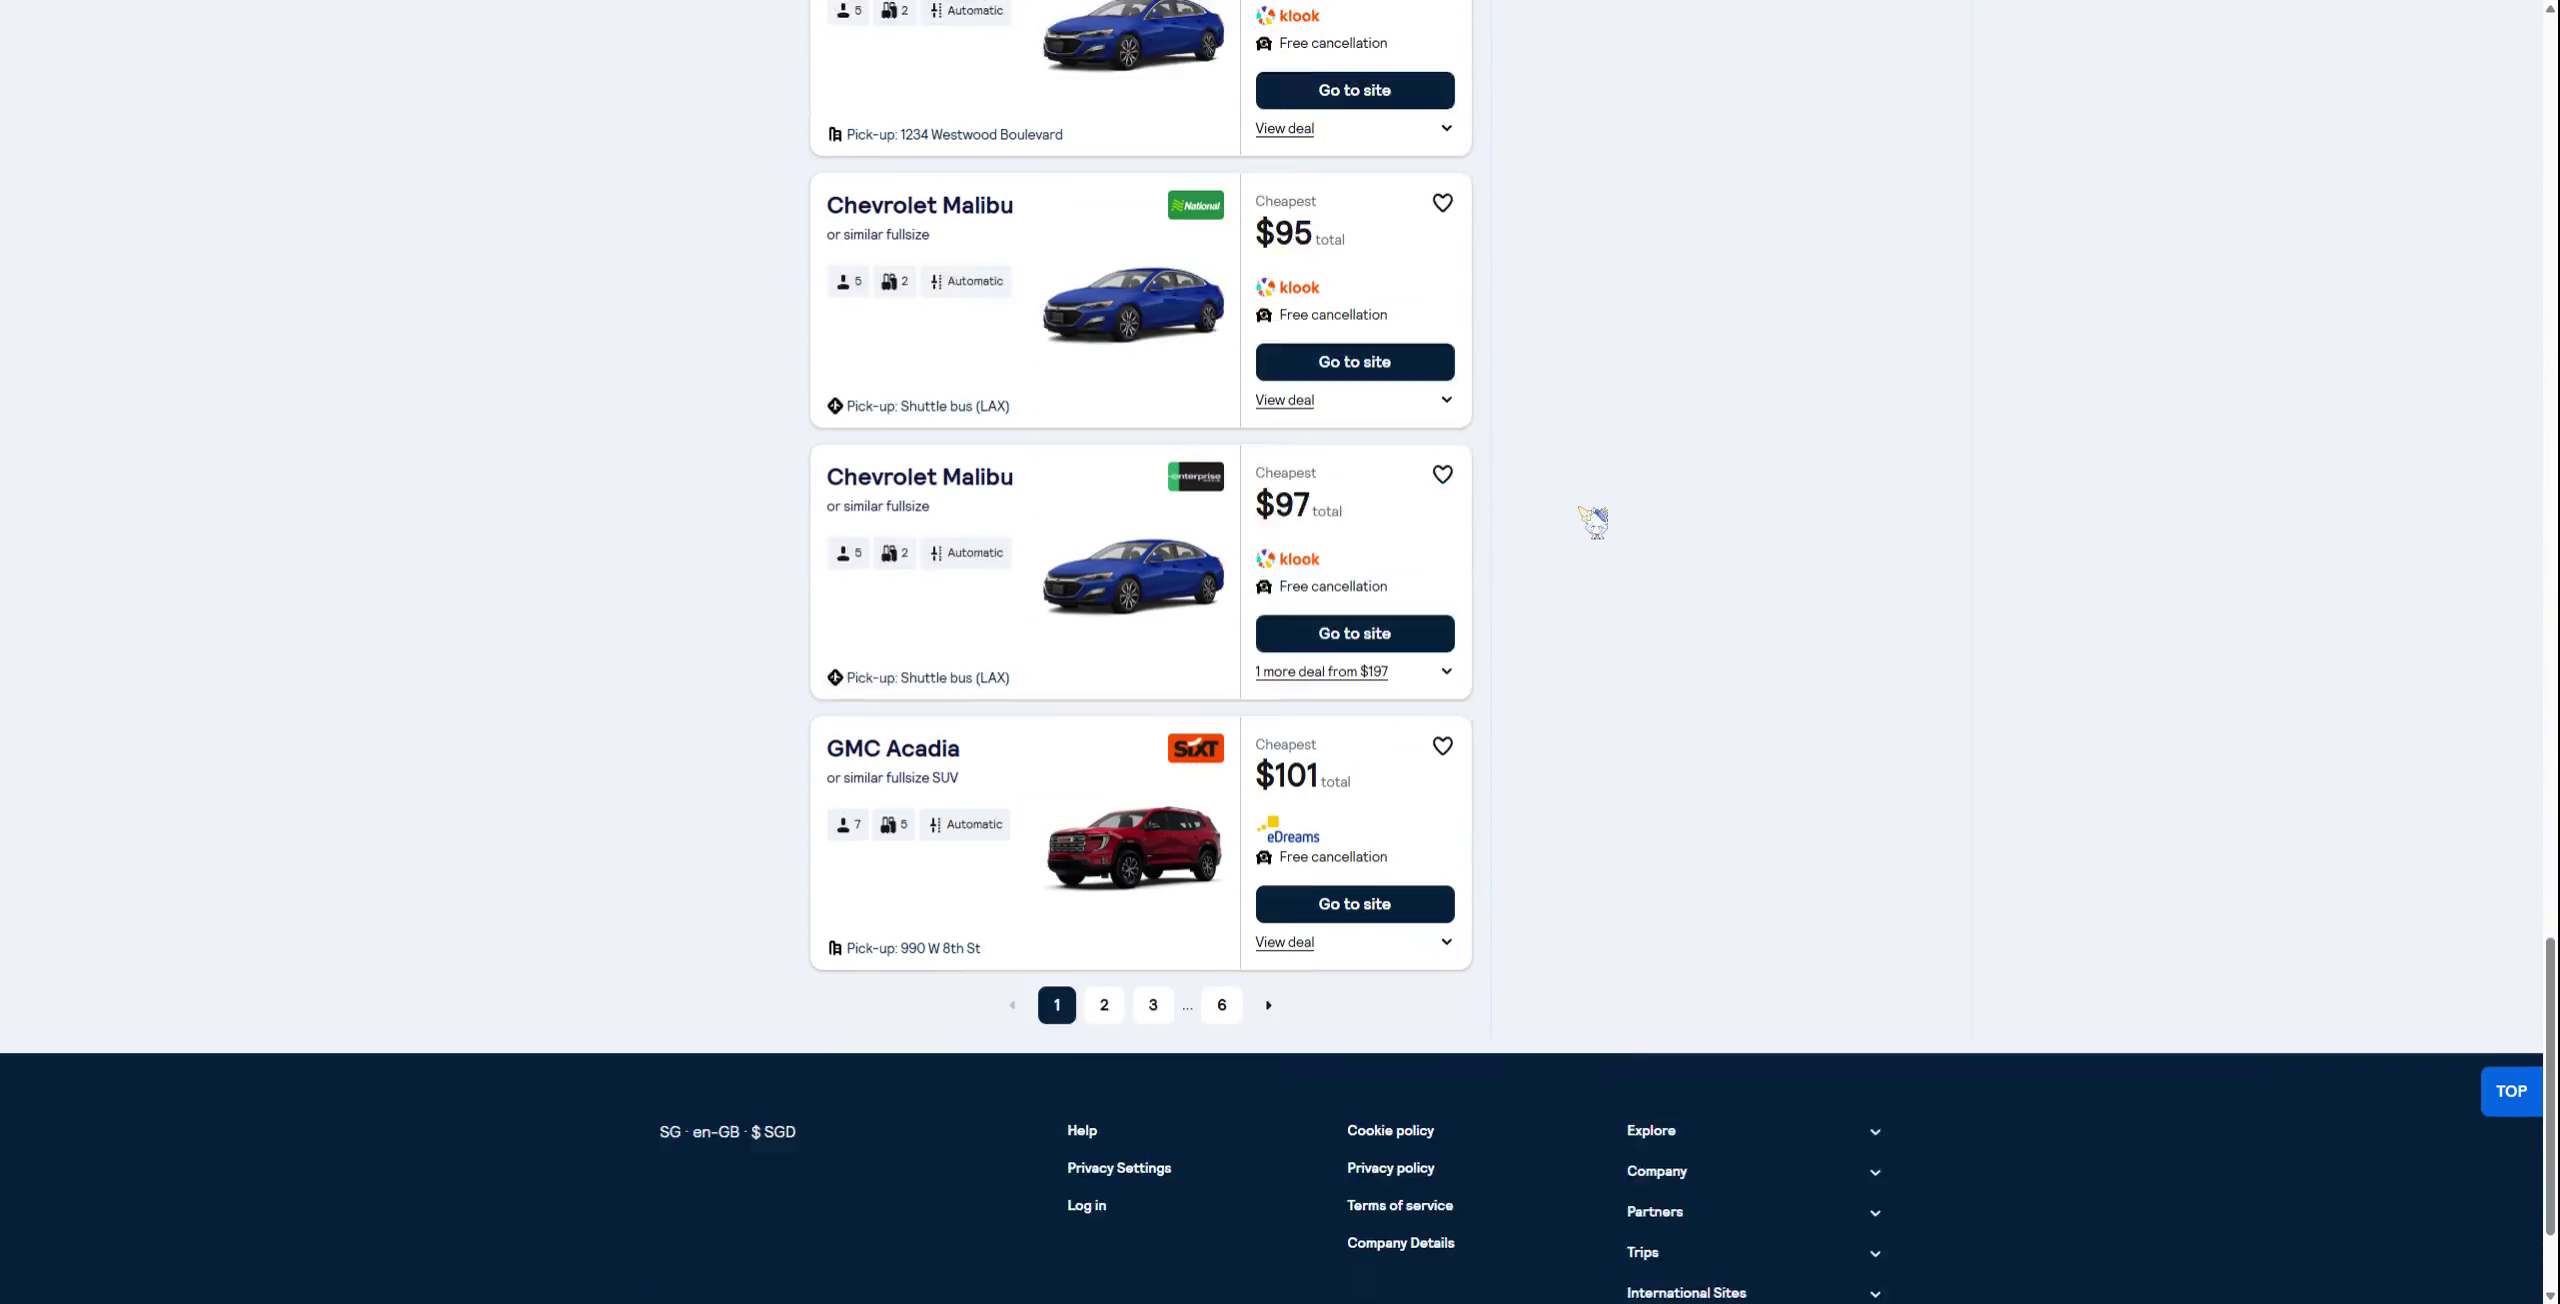 5 2 Automatic
klook
Free cancellation
Go to site
View deal
Pick-up: 1234 Westwood Boulevard
Chevrolet Malibu
National
or similar fullsize
5 2 Automatic
Cheapest
$95 total
klook
Free cancellation
Go to site
View deal
Pick-up: Shuttle bus (LAX)
Chevrolet Malibu
enterprise
or similar fullsize
5 2 Automatic
Cheapest
$97 total
klook
Free cancellation
Go to site
1 more deal from $197
Pick-up: Shuttle bus (LAX)
GMC Acadia
SIXT
or similar fullsize SUV
7 5 Automatic
Cheapest
$101 total
eDreams
Free cancellation
Go to site
View deal
Pick-up: 990 W 8th St
1 2 3 ... 6
TOP
SG · en-GB · $ SGD
Help
Privacy Settings
Log in
Cookie policy
Privacy policy
Terms of service
Company Details
Explore
Company
Partners
Trips
International Sites